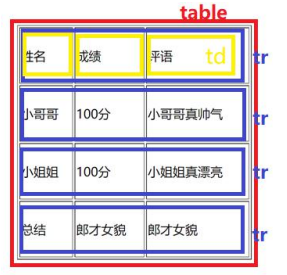 table
姓名 成绩 评语 td tr
小哥哥 100分 小哥哥真帅气 tr
小姐姐 100分 小姐姐真漂亮 tr
总结 郎才女貌 郎才女貌 tr